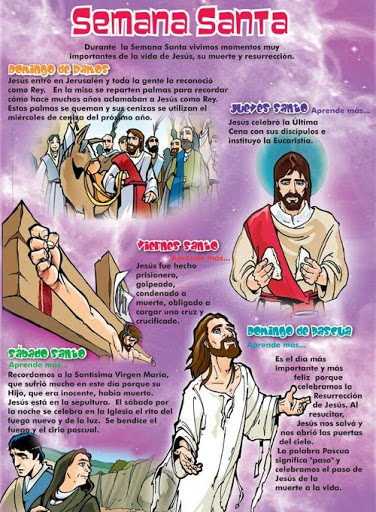 Semana Santa
Durante la Semana Santa vivimos momentos muy
importantes de la vida de Jesús, su muerte y resurrección.
Domingo de Ramos
Jesús entró en Jerusalén y toda la gente lo reconoció
como Rey. En la misa se reparten palmas para recordar
cómo hace muchos años aclamaban a Jesús como Rey.
Estas palmas se queman y sus cenizas se utilizan el
miércoles de ceniza del próximo año.
Jueves Santo Aprende más...
Jesús celebró la Última
Cena con sus discípulos e
instituyó la Eucaristía.
Viernes Santo
Aprende más...
Jesús fue hecho
prisionero,
golpeado,
condenado a
muerte, obligado a
cargar una cruz y
crucificado.
Sábado Santo
Aprende más...
Recordamos a la Santísima Virgen María,
que sufrió mucho en este día porque su
Hijo, que era inocente, había muerto.
Jesús está en la sepultura. El sábado por
la noche se celebra en la Iglesia el rito del
fuego nuevo y de la luz. Se bendice el
fuego y el cirio pascual.
Domingo de Pascua
Aprende más...
Es el día más
importante y más
feliz porque
celebramos la
Resurrección
de Jesús. Al
resucitar,
Jesús nos salvó y
nos abrió las puertas
del cielo.
La palabra Pascua
significa "paso" y
celebramos el paso de
Jesús de la
muerte a la vida.